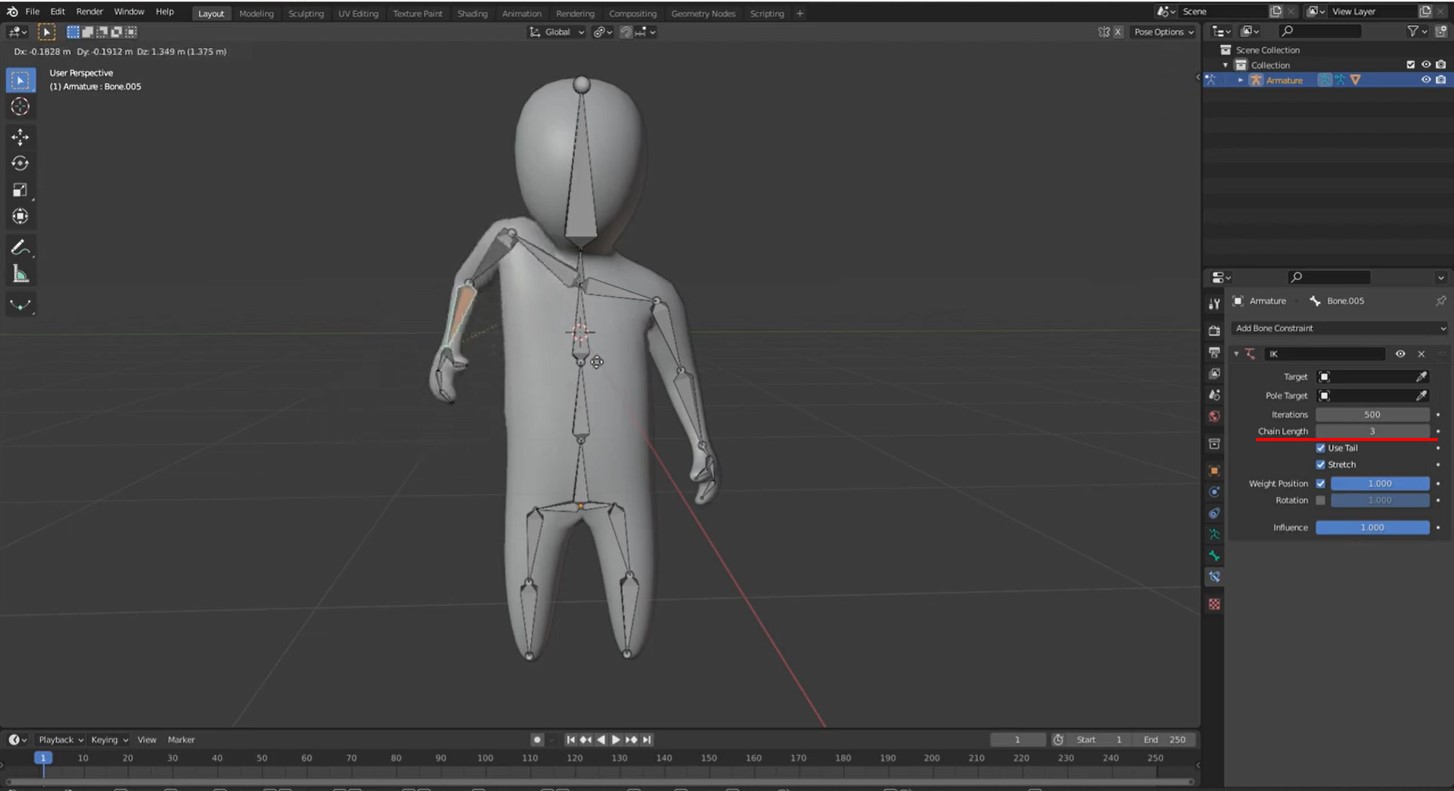 File Edit Render Window Help Layout Modeling Sculpting UV Editing Texture Paint Shading Animation Rendering Compositing Geometry Nodes Scripting + Scene View Layer
Global X Pose Options
Dx: -0.1828 m Dy: -0.1912 m Dz: 1.349 m (1.375 m)
User Perspective
(1) Armature : Bone.005
Scene Collection
Collection
Armature
Armature Bone.005
Add Bone Constraint
IK
Target
Pole Target
Iterations 500
Chain Length 3
Use Tail
Stretch
Weight Position 1.000
Rotation 1.000
Influence 1.000
Playback Keying View Marker 1 Start 1 End 250
1 10 20 30 40 50 60 70 80 90 100 110 120 130 140 150 160 170 180 190 200 210 220 230 240 250